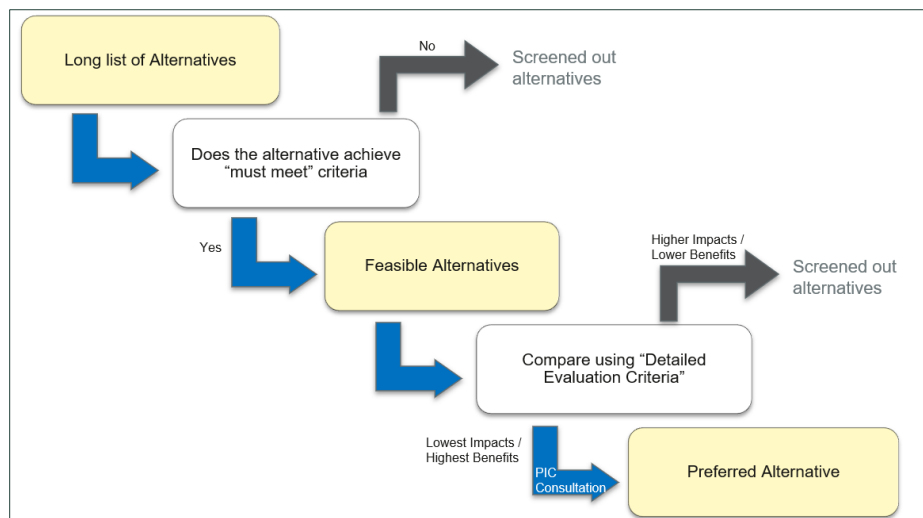 Long list of Alternatives
No
Screened out
alternatives
Does the alternative achieve
“must meet” criteria
Yes
Feasible Alternatives
Higher Impacts /
Lower Benefits
Screened out
alternatives
Compare using “Detailed
Evaluation Criteria”
Lowest Impacts /
Highest Benefits
PIC
Consultation
Preferred Alternative